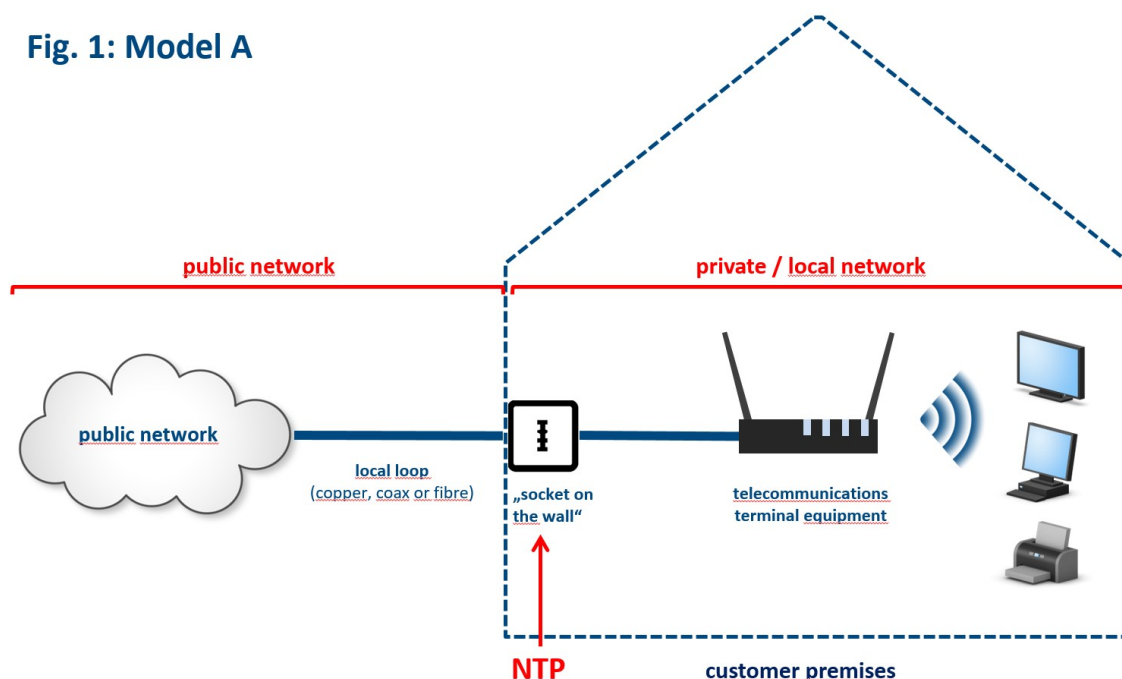 Fig. 1: Model A
public network
private / local network
public network
local loop
(copper, coax or fibre)
„socket on
the wall“
telecommunications
terminal equipment
NTP
customer premises